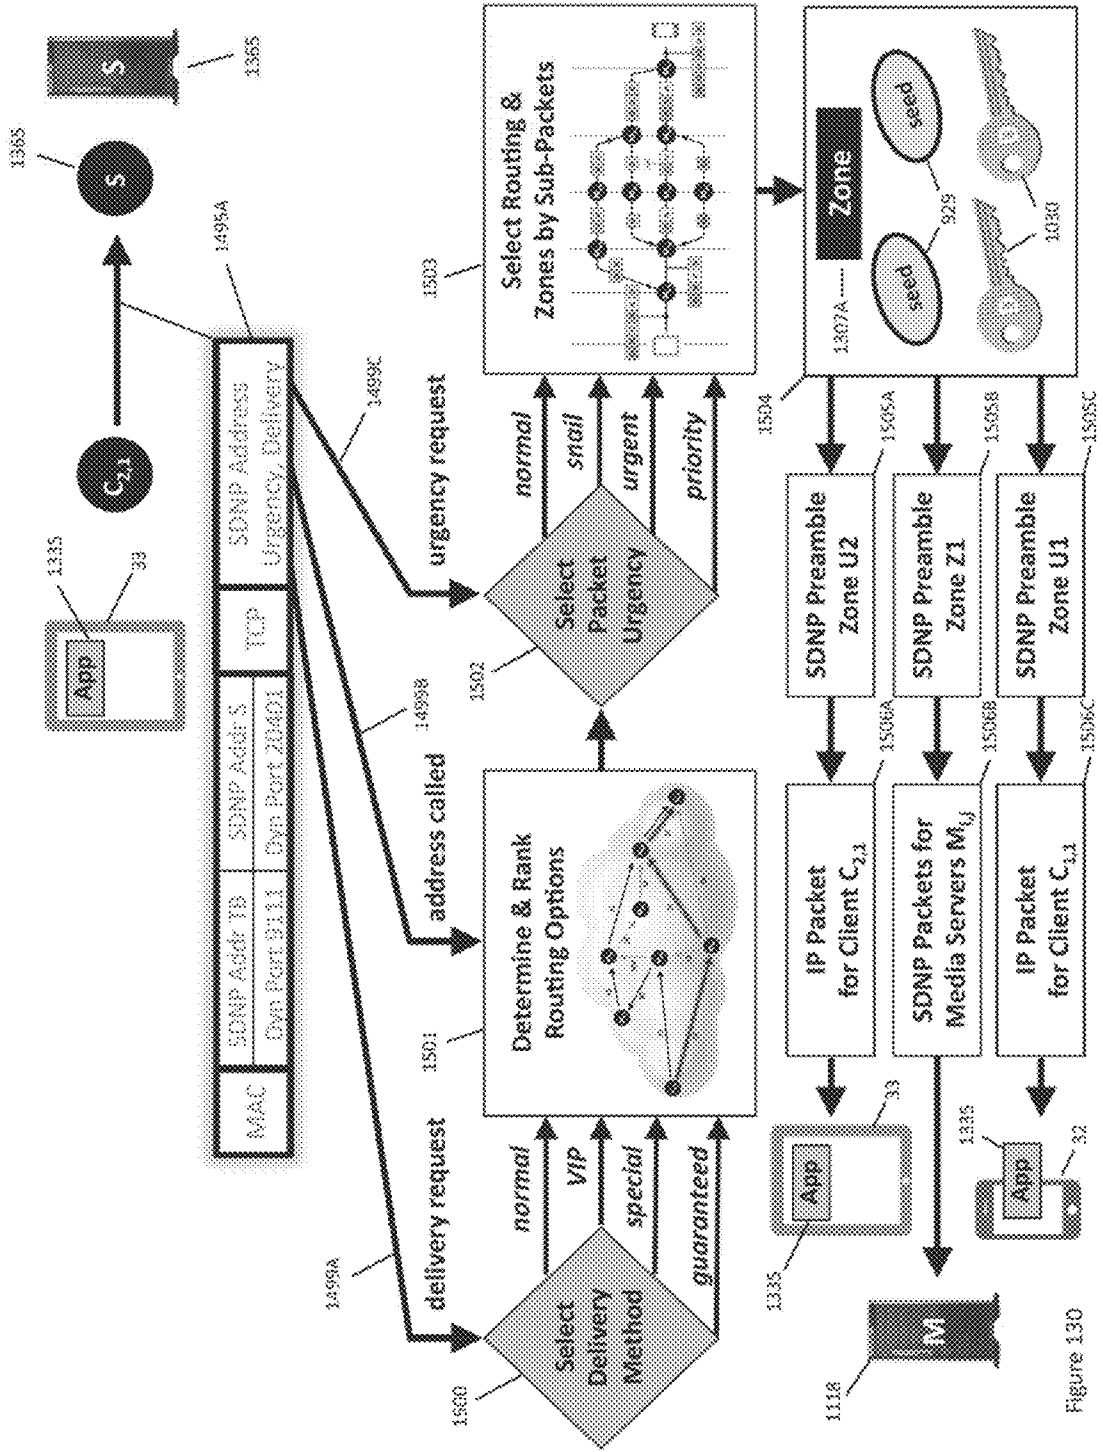 1335
App
33
C2,1
1365
S
S
1365
MAC
SDNP Addr TB
SDNP Addr S
Dyn Port 9111
Dyn Port 20401
TCP
SDNP Address
Urgency, Delivery
1495A
1499A
delivery request
1499B
address called
1499C
urgency request
1500
Select
Delivery
Method
normal
VIP
special
guaranteed
1501
Determine & Rank
Routing Options
1502
Select
Packet
Urgency
normal
snail
urgent
priority
1503
Select Routing &
Zones by Sub-Packets
1504
Zone
1307A
seed
seed
929
1030
1505A
SDNP Preamble
Zone U2
1505B
SDNP Preamble
Zone Z1
1505C
SDNP Preamble
Zone U1
1506A
IP Packet
for Client C2,1
1506B
SDNP Packets for
Media Servers Mi,j
1506C
IP Packet
for Client C1,1
App
33
1335
1335
App
32
M
1118
Figure 130